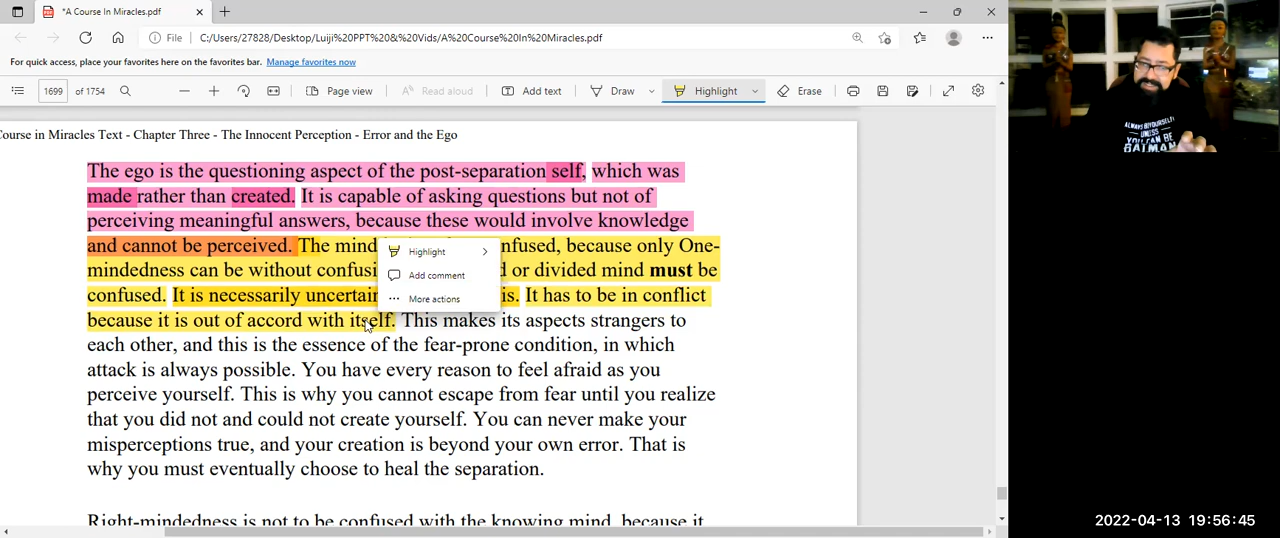 *A Course In Miracles.pdf
File
C:/Users/27828/Desktop/Luiji%20PPT%20&%20Vids/A%20Course%20In%20Miracles.pdf
For quick access, place your favorites here on the favorites bar. Manage favorites now
1699 of 1754
Page view
Read aloud
Add text
Draw
Highlight
Erase
Course in Miracles Text - Chapter Three - The Innocent Perception - Error and the Ego
The ego is the questioning aspect of the post-separation self, which was
made rather than created. It is capable of asking questions but not of
perceiving meaningful answers, because these would involve knowledge
and cannot be perceived. The mind nfused, because only One-
mindedness can be without confusi d or divided mind must be
confused. It is necessarily uncertain is. It has to be in conflict
because it is out of accord with itself. This makes its aspects strangers to
each other, and this is the essence of the fear-prone condition, in which
attack is always possible. You have every reason to feel afraid as you
perceive yourself. This is why you cannot escape from fear until you realize
that you did not and could not create yourself. You can never make your
misperceptions true, and your creation is beyond your own error. That is
why you must eventually choose to heal the separation.
Right-mindedness is not to be confused with the knowing mind, because it
Highlight
Add comment
More actions
ALWAYS BE YOURSELF
UNLESS
YOU CAN BE
BATMAN
2022-04-13 19:56:45